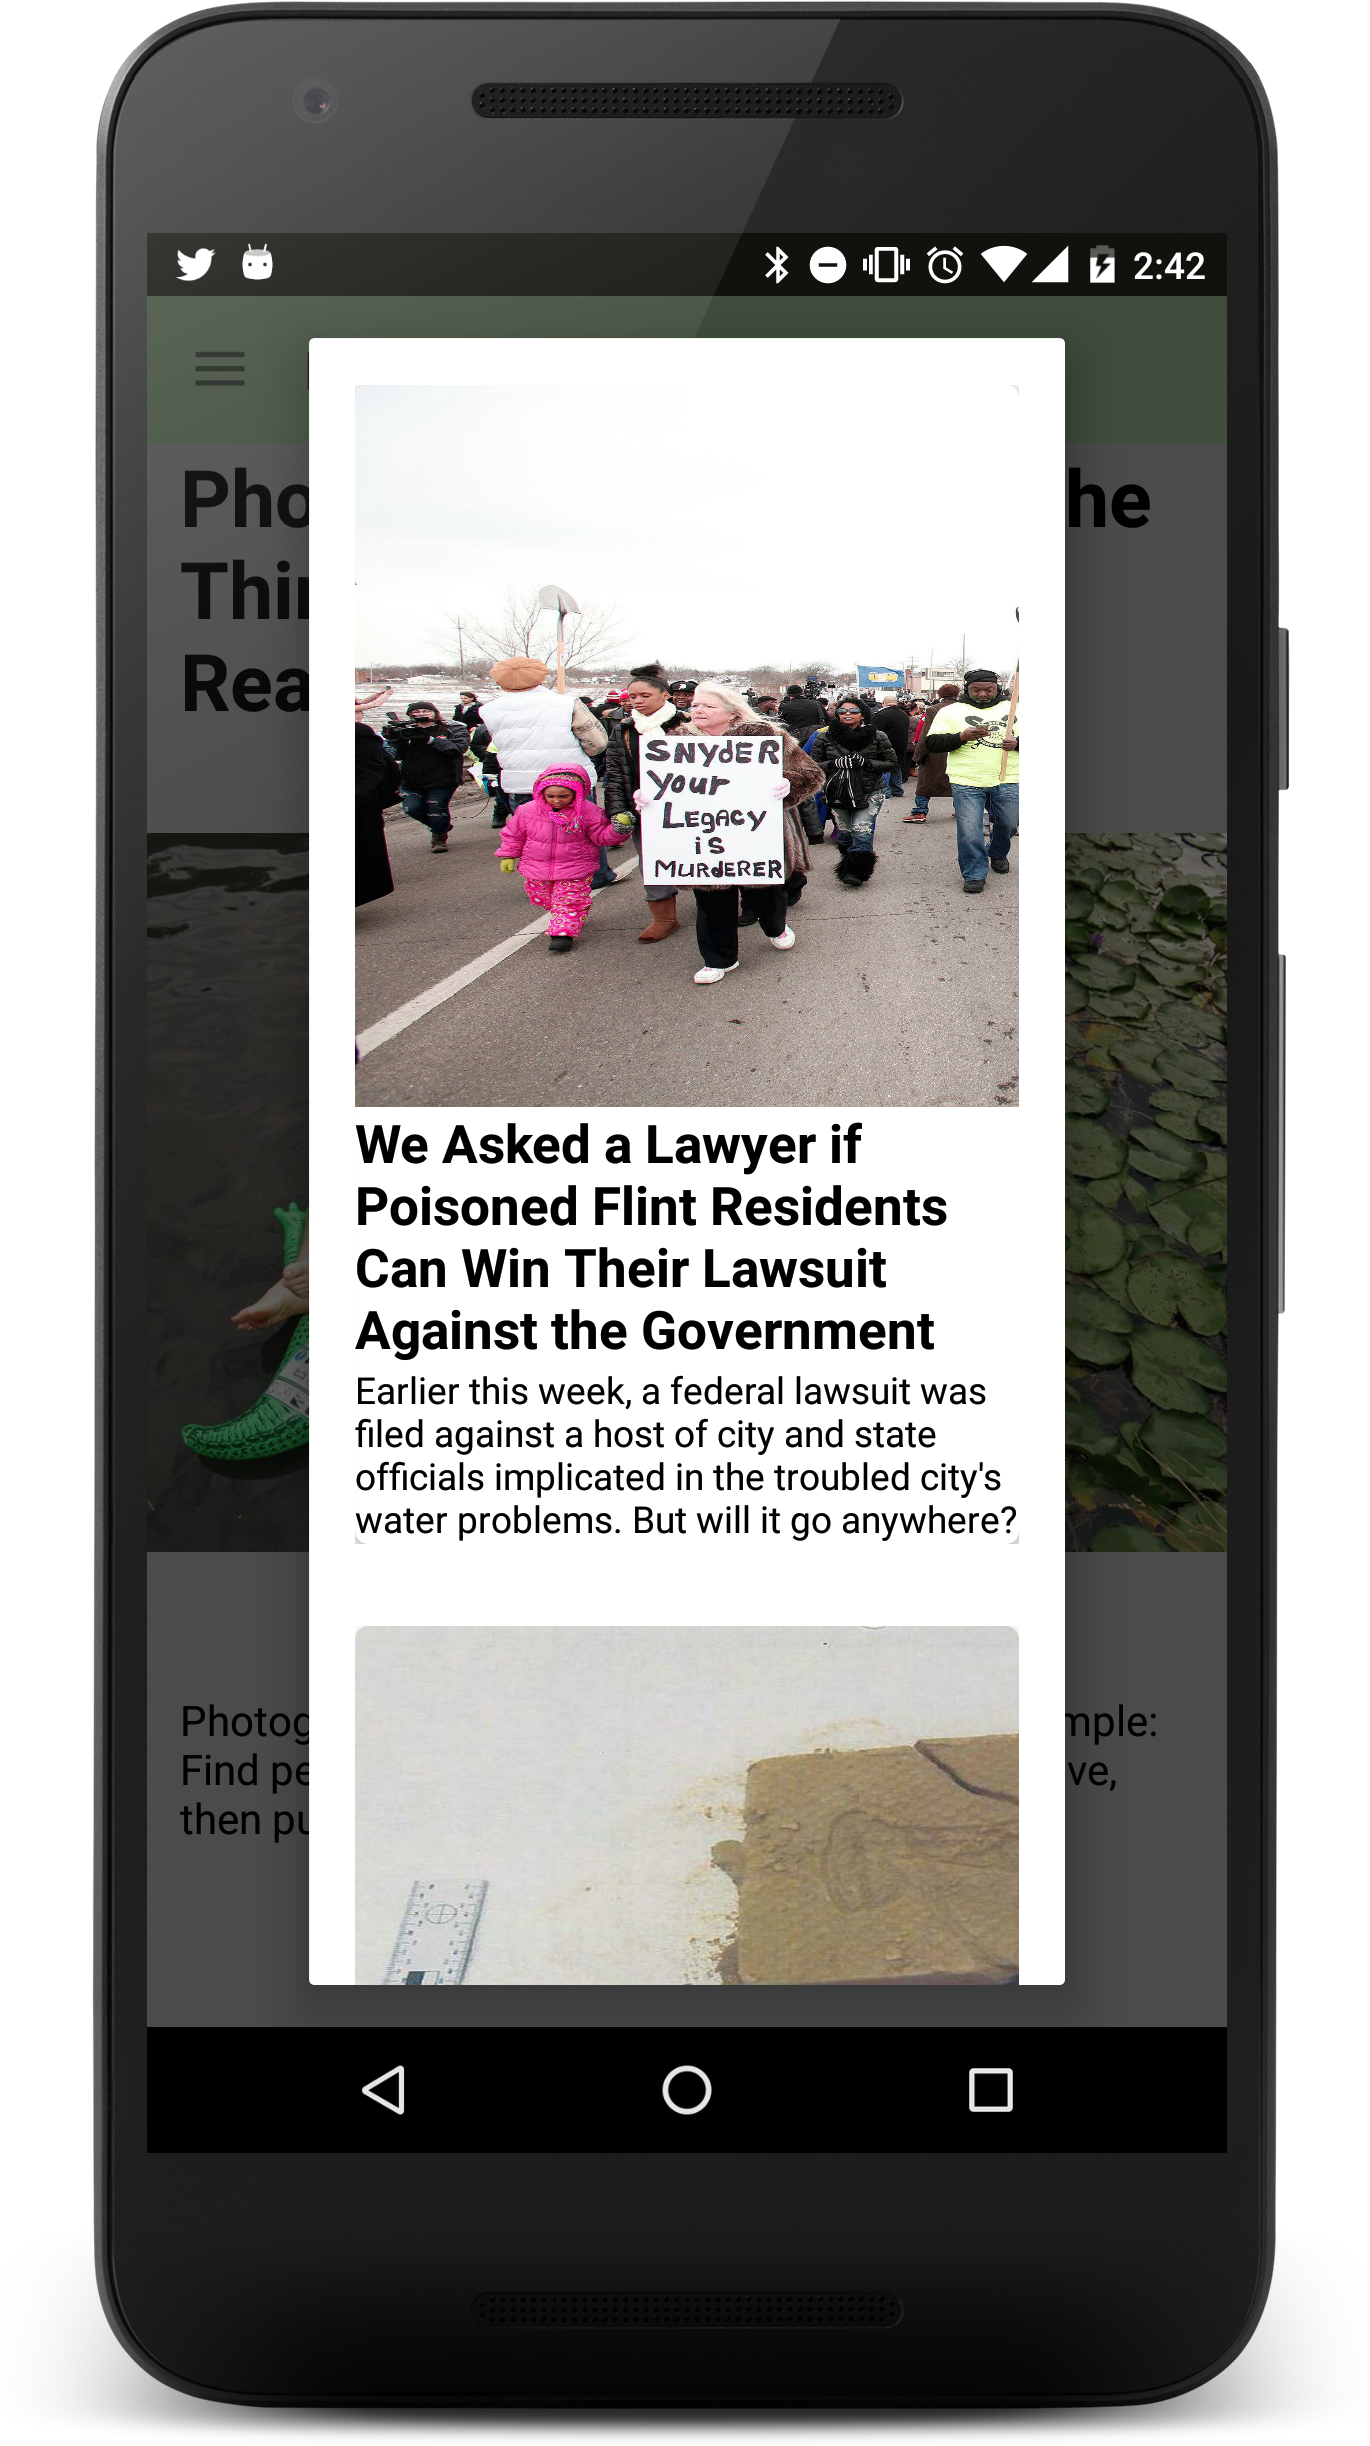 2:42
Pho
he
Thi
Rea
SNYdER
your
LEgACy
is
MURdERER
We Asked a Lawyer if
Poisoned Flint Residents
Can Win Their Lawsuit
Against the Government
Earlier this week, a federal lawsuit was
filed against a host of city and state
officials implicated in the troubled city's
water problems. But will it go anywhere?
Photog
mple:
Find pe
ve,
then pu